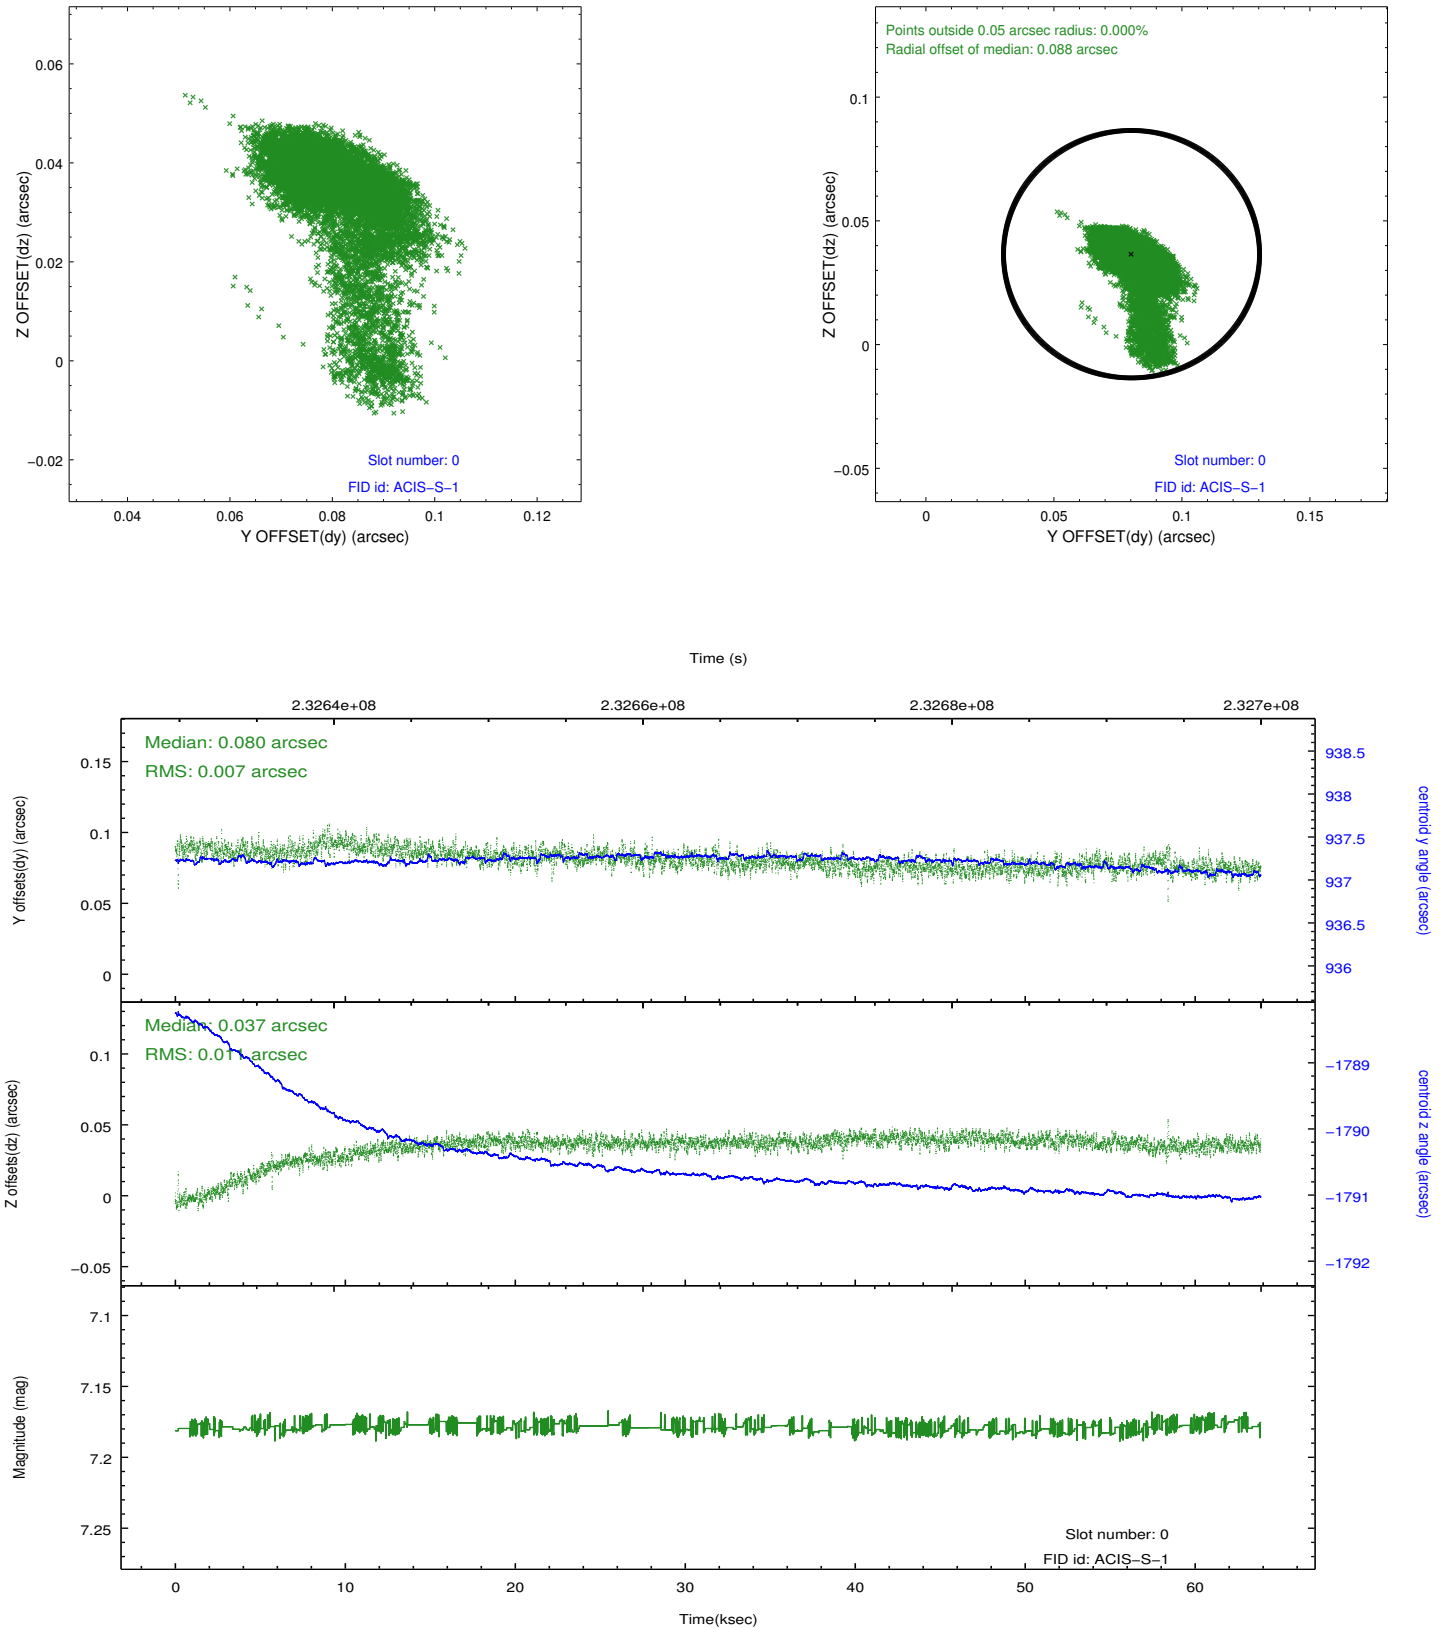 0.06
0.04
0.02
0
−0.02
Z OFFSET(dz) (arcsec)
Slot number: 0
FID id: ACIS−S−1
0.04 0.06 0.08 0.1 0.12
Y OFFSET(dy) (arcsec)
Points outside 0.05 arcsec radius: 0.000%
Radial offset of median: 0.088 arcsec
0.1
0.05
0
−0.05
Z OFFSET(dz) (arcsec)
Slot number: 0
FID id: ACIS−S−1
0 0.05 0.1 0.15
Y OFFSET(dy) (arcsec)
Time (s)
2.3264e+08 2.3266e+08 2.3268e+08 2.327e+08
Median: 0.080 arcsec
RMS: 0.007 arcsec
0.15
0.1
0.05
0
Y offsets(dy) (arcsec)
938.5
938
937.5
937
936.5
936
centroid y angle (arcsec)
Median: 0.037 arcsec
RMS: 0.011 arcsec
0.1
0.05
0
−0.05
Z offsets(dz) (arcsec)
−1789
−1790
−1791
−1792
centroid z angle (arcsec)
7.1
7.15
7.2
7.25
Magnitude (mag)
Slot number: 0
FID id: ACIS−S−1
0 10 20 30 40 50 60
Time(ksec)